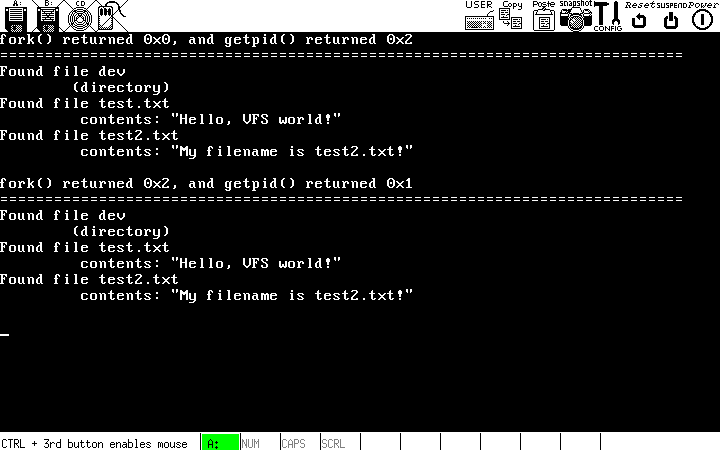 A: B: CD USER Copy Paste snapshot CONFIG Reset SUSPEND Power
fork() returned 0x0, and getpid() returned 0x2
============================================================================
Found file dev
(directory)
Found file test.txt
contents: "Hello, VFS world!"
Found file test2.txt
contents: "My filename is test2.txt!"
fork() returned 0x2, and getpid() returned 0x1
============================================================================
Found file dev
(directory)
Found file test.txt
contents: "Hello, VFS world!"
Found file test2.txt
contents: "My filename is test2.txt!"
_
CTRL + 3rd button enables mouse A: NUM CAPS SCRL